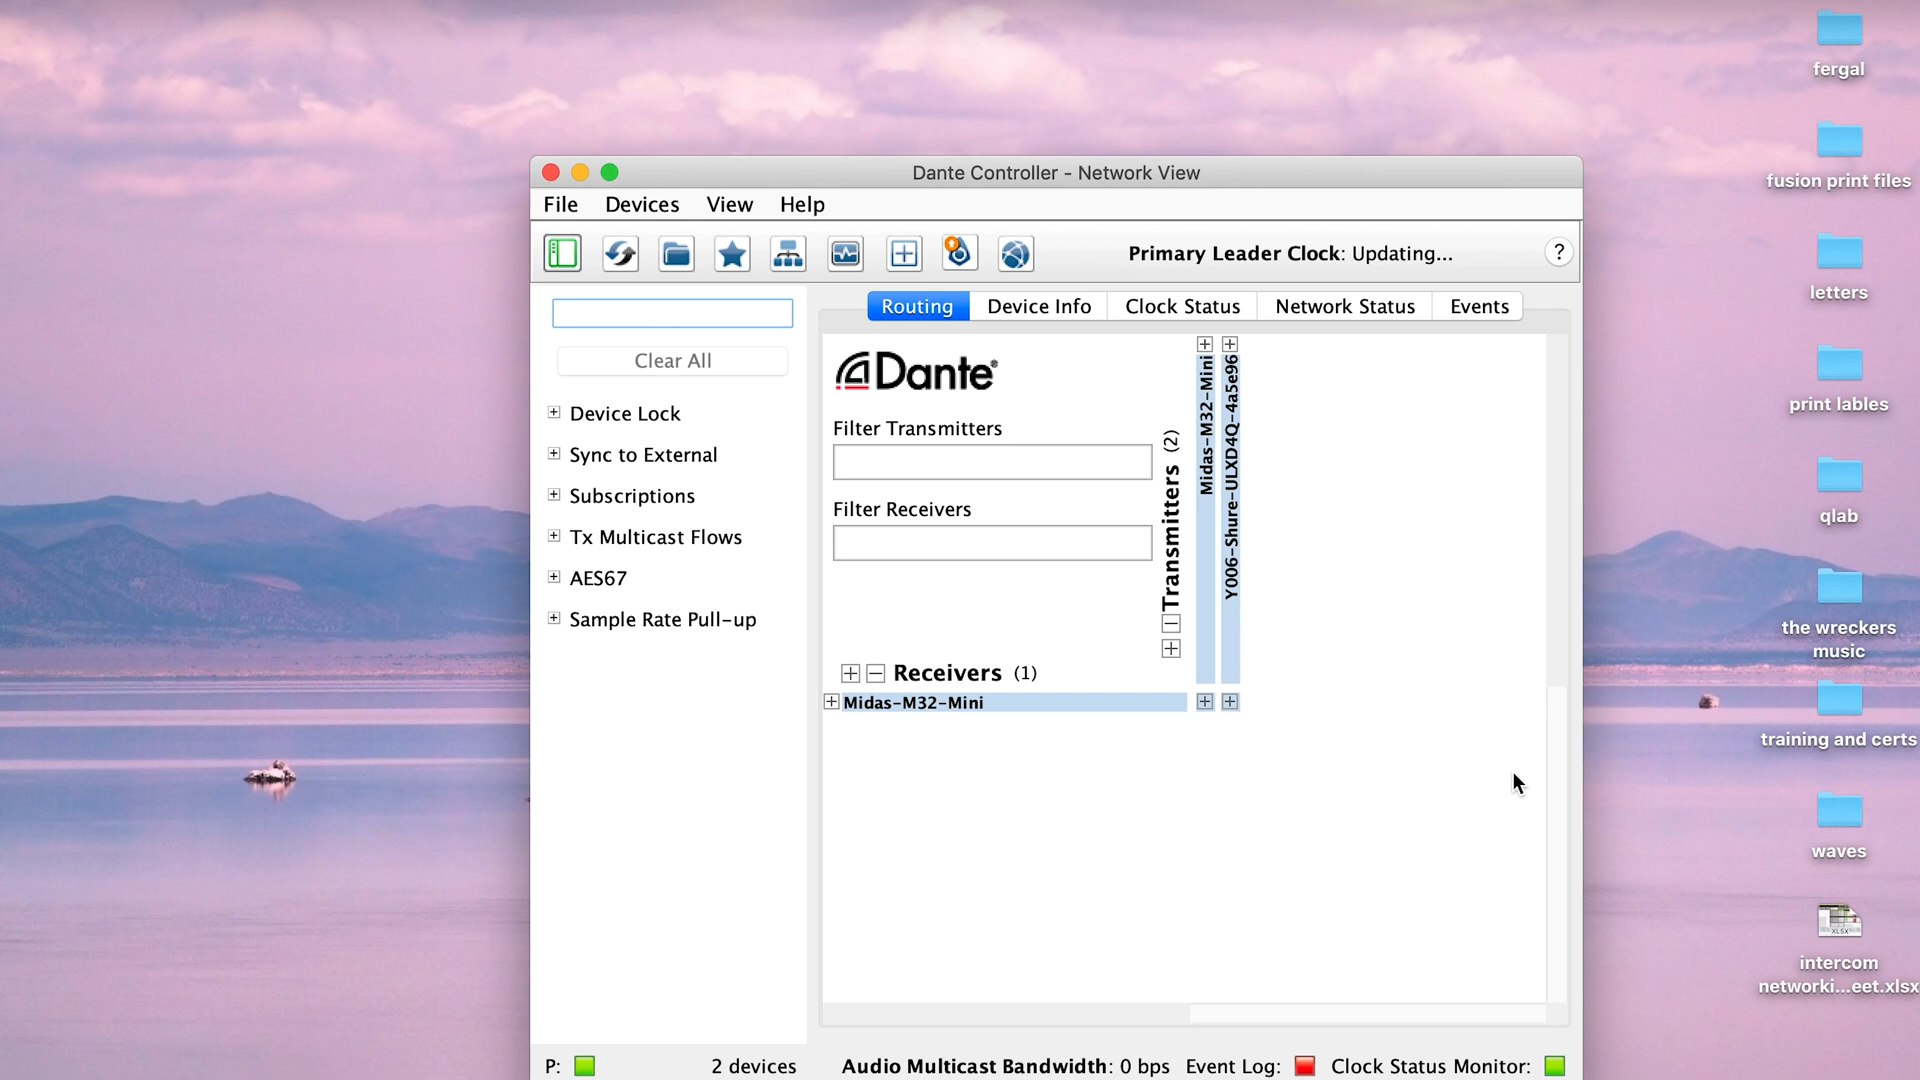 Dante Controller - Network View
File Devices View Help
Primary Leader Clock: Updating...
?
Clear All
Device Lock
Sync to External
Subscriptions
Tx Multicast Flows
AES67
Sample Rate Pull-up
Routing Device Info Clock Status Network Status Events
Dante®
Filter Transmitters
Filter Receivers
Transmitters (2)
Midas-M32-Mini
Y006-Shure-ULXD4Q-4a5e96
Receivers (1)
Midas-M32-Mini
P: 2 devices Audio Multicast Bandwidth: 0 bps Event Log: Clock Status Monitor:
fergal
fusion print files
letters
print lables
qlab
the wreckers
music
training and certs
waves
XLSX
intercom
networki...eet.xlsx